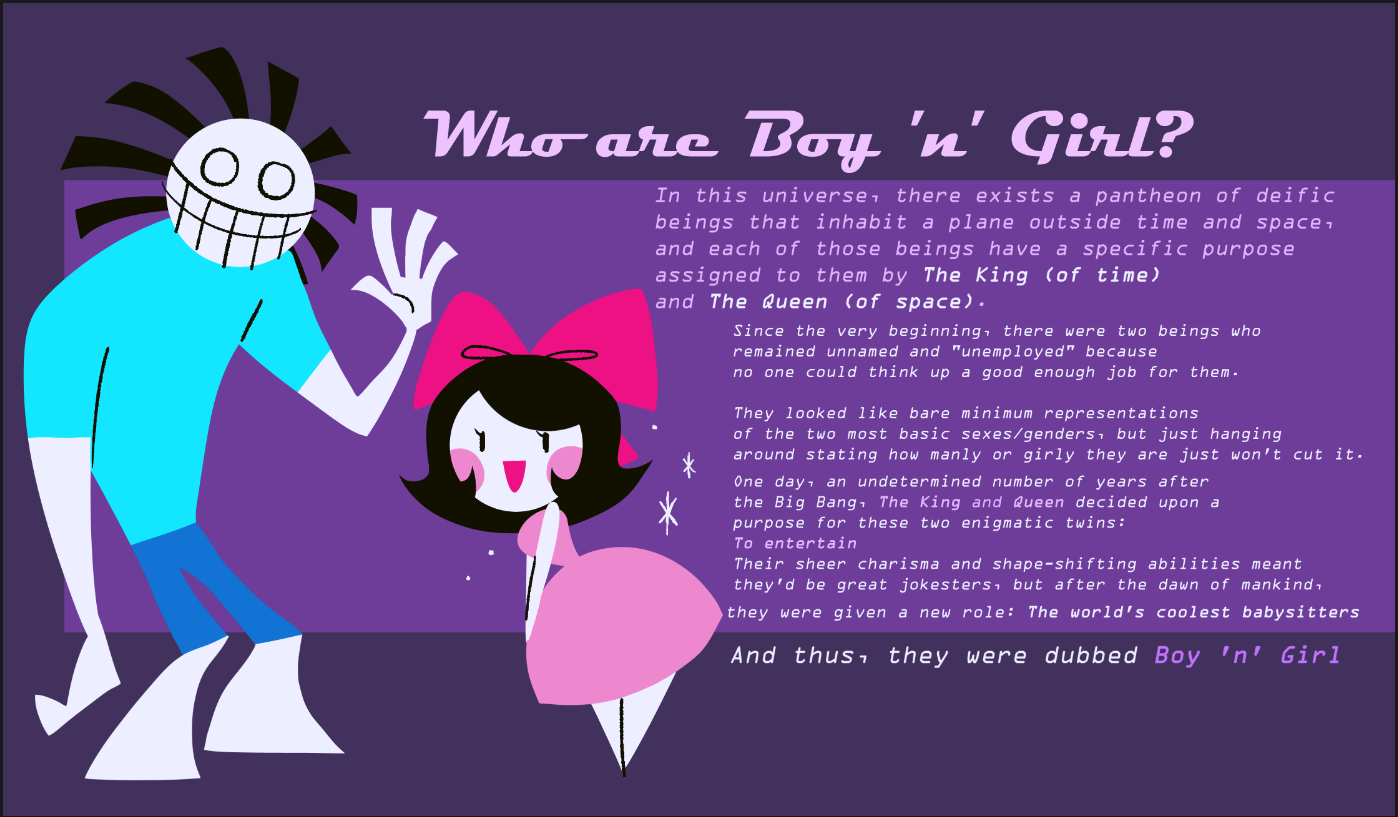 Who are Boy 'n' Girl?
In this universe, there exists a pantheon of deific
beings that inhabit a plane outside time and space,
and each of those beings have a specific purpose
assigned to them by The King (of time)
and The Queen (of space).
Since the very beginning, there were two beings who
remained unnamed and "unemployed" because
no one could think up a good enough job for them.
They looked like bare minimum representations
of the two most basic sexes/genders, but just hanging
around stating how manly or girly they are just won't cut it.
One day, an undetermined number of years after
the Big Bang, The King and Queen decided upon a
purpose for these two enigmatic twins:
To entertain
Their sheer charisma and shape-shifting abilities meant
they'd be great jokesters, but after the dawn of mankind,
they were given a new role: The world's coolest babysitters
And thus, they were dubbed Boy 'n' Girl